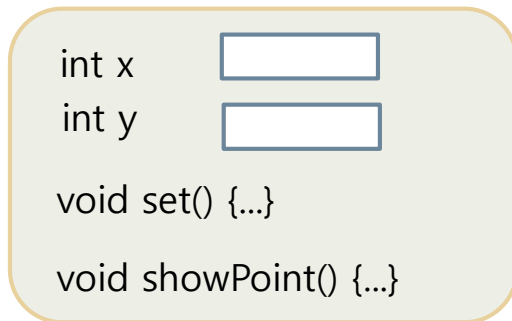 int x
int y
void set() {...}
void showPoint() {...}